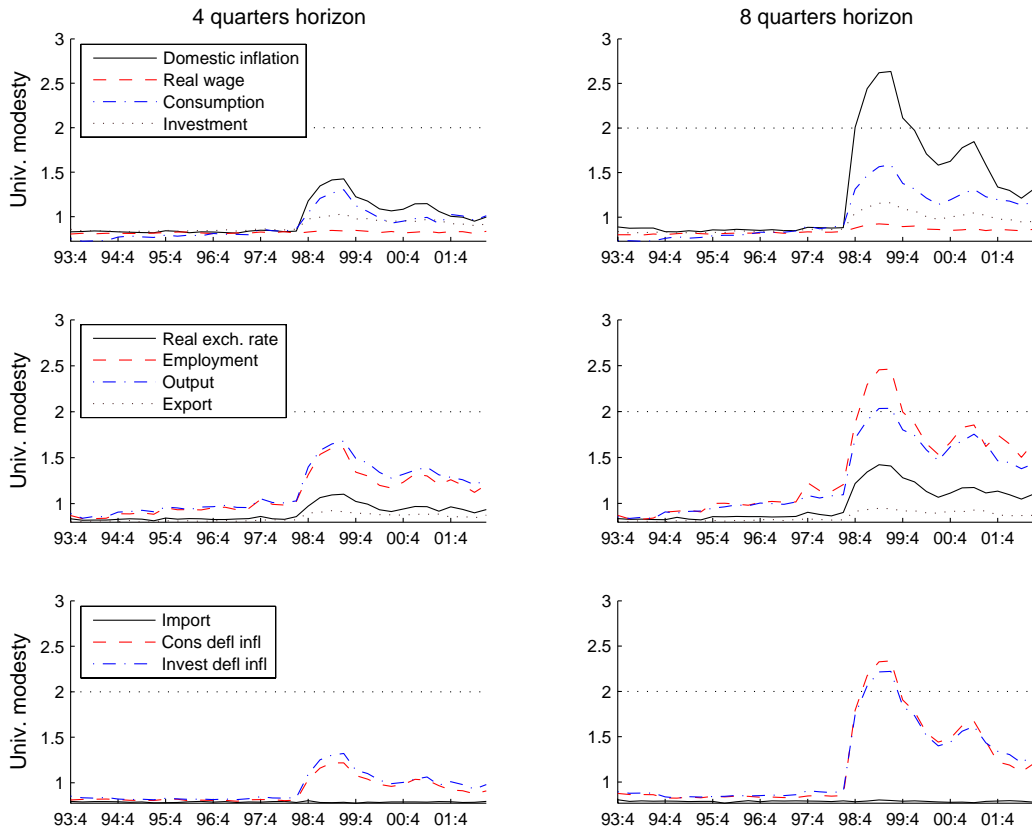 4 quarters horizon
8 quarters horizon
Univ. modesty
3
2.5
2
1.5
1
Domestic inflation
Real wage
Consumption
Investment
93:4 94:4 95:4 96:4 97:4 98:4 99:4 00:4 01:4
3
2.5
2
1.5
1
93:4 94:4 95:4 96:4 97:4 98:4 99:4 00:4 01:4
Univ. modesty
3
2.5
2
1.5
1
Real exch. rate
Employment
Output
Export
93:4 94:4 95:4 96:4 97:4 98:4 99:4 00:4 01:4
3
2.5
2
1.5
1
93:4 94:4 95:4 96:4 97:4 98:4 99:4 00:4 01:4
Univ. modesty
3
2.5
2
1.5
1
Import
Cons defl infl
Invest defl infl
93:4 94:4 95:4 96:4 97:4 98:4 99:4 00:4 01:4
3
2.5
2
1.5
1
93:4 94:4 95:4 96:4 97:4 98:4 99:4 00:4 01:4